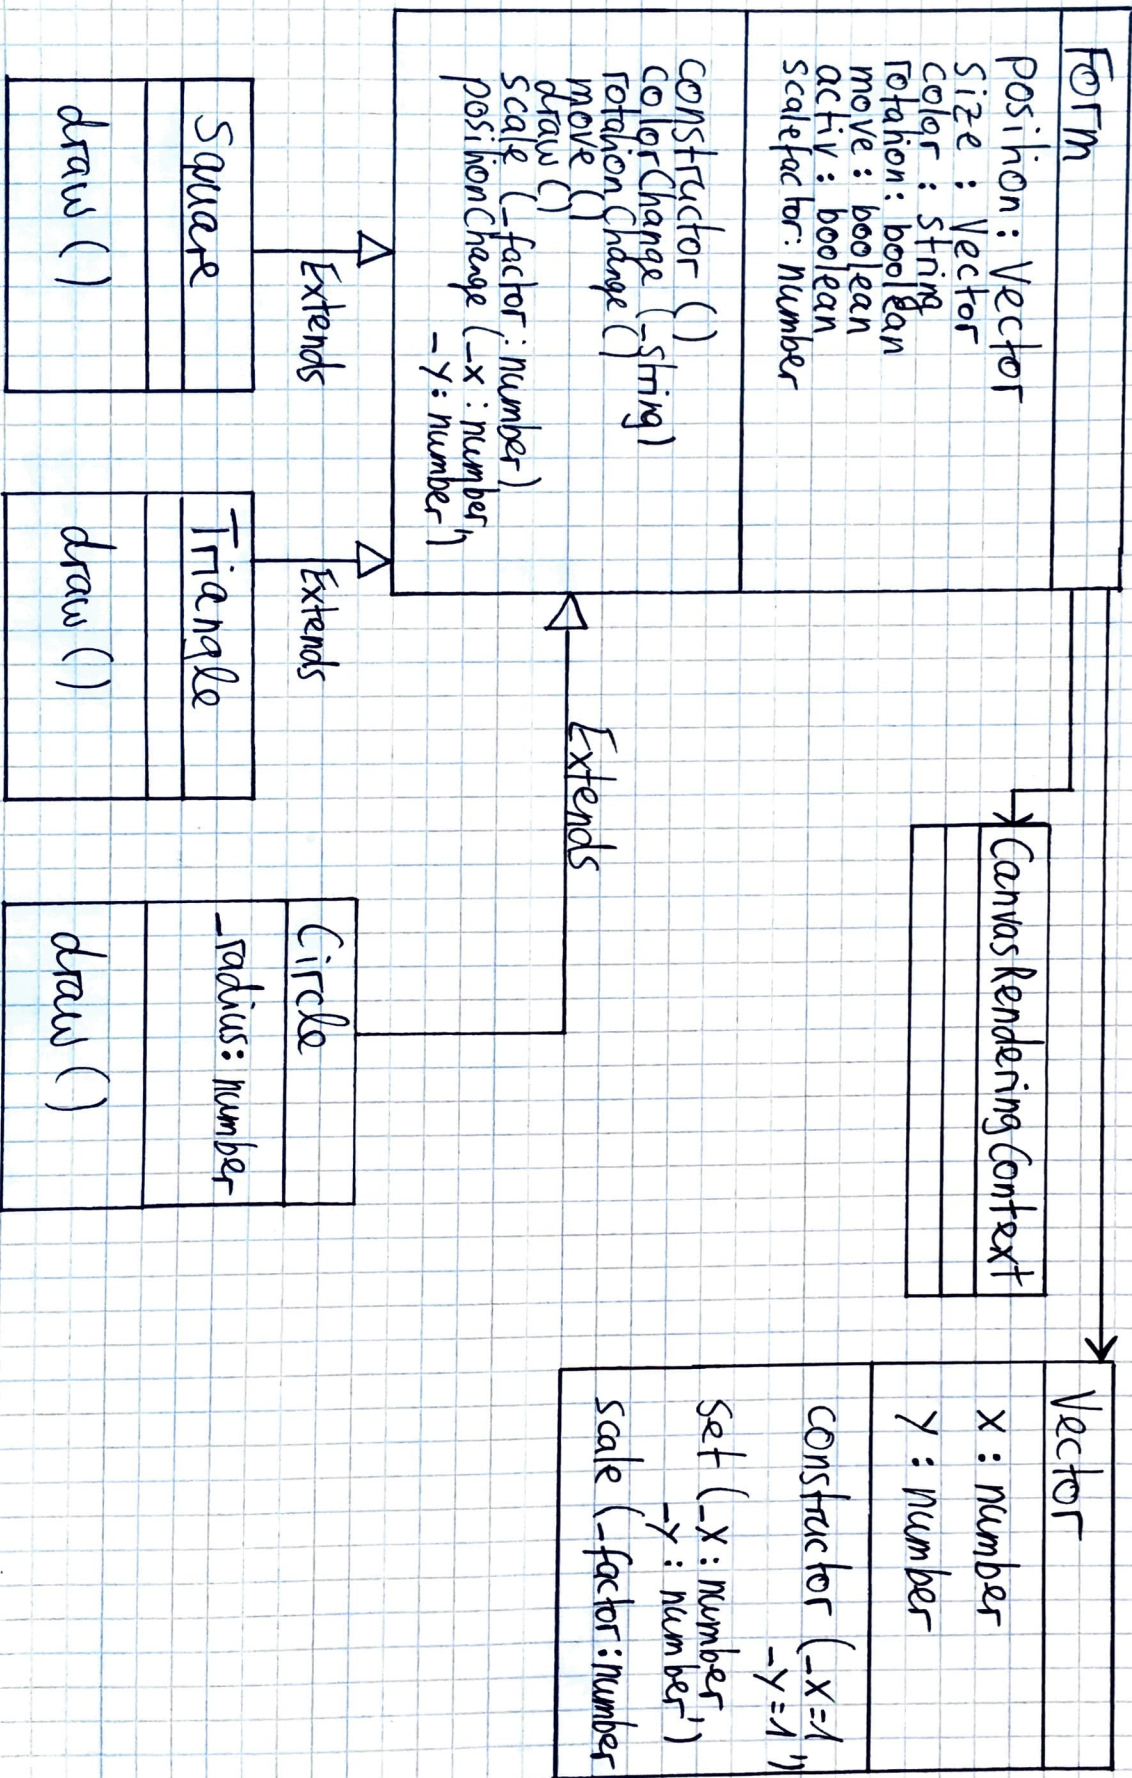 Form
position : Vector
Size : Vector
color : string
rotation : boolean
move : boolean
activ : boolean
scalefactor : number
constructor ()
colorChange (_string)
rotationChange ()
move ()
draw ()
scale (_factor : number)
positionChange (_x : number,
_y : number')
CanvasRenderingContext
Vector
x : number
y : number
constructor (_x=1
_y=1')
set (_x : number
_y : number')
scale (_factor : number
Extends
Extends
Extends
Square
draw ()
Triangle
draw ()
Circle
_radius : number
draw ()